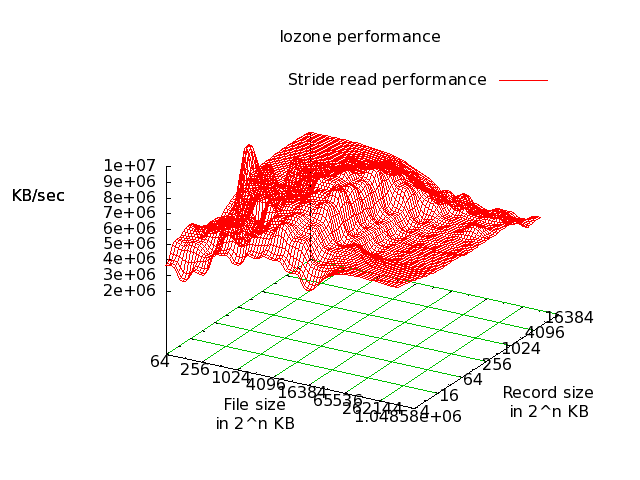 Iozone performance
Stride read performance
KB/sec
1e+07
9e+06
8e+06
7e+06
6e+06
5e+06
4e+06
3e+06
2e+06
64
256
1024
4096
16384
65536
262144
1.04858e+06
File size
in 2^n KB
4
16
64
256
1024
4096
16384
Record size
in 2^n KB